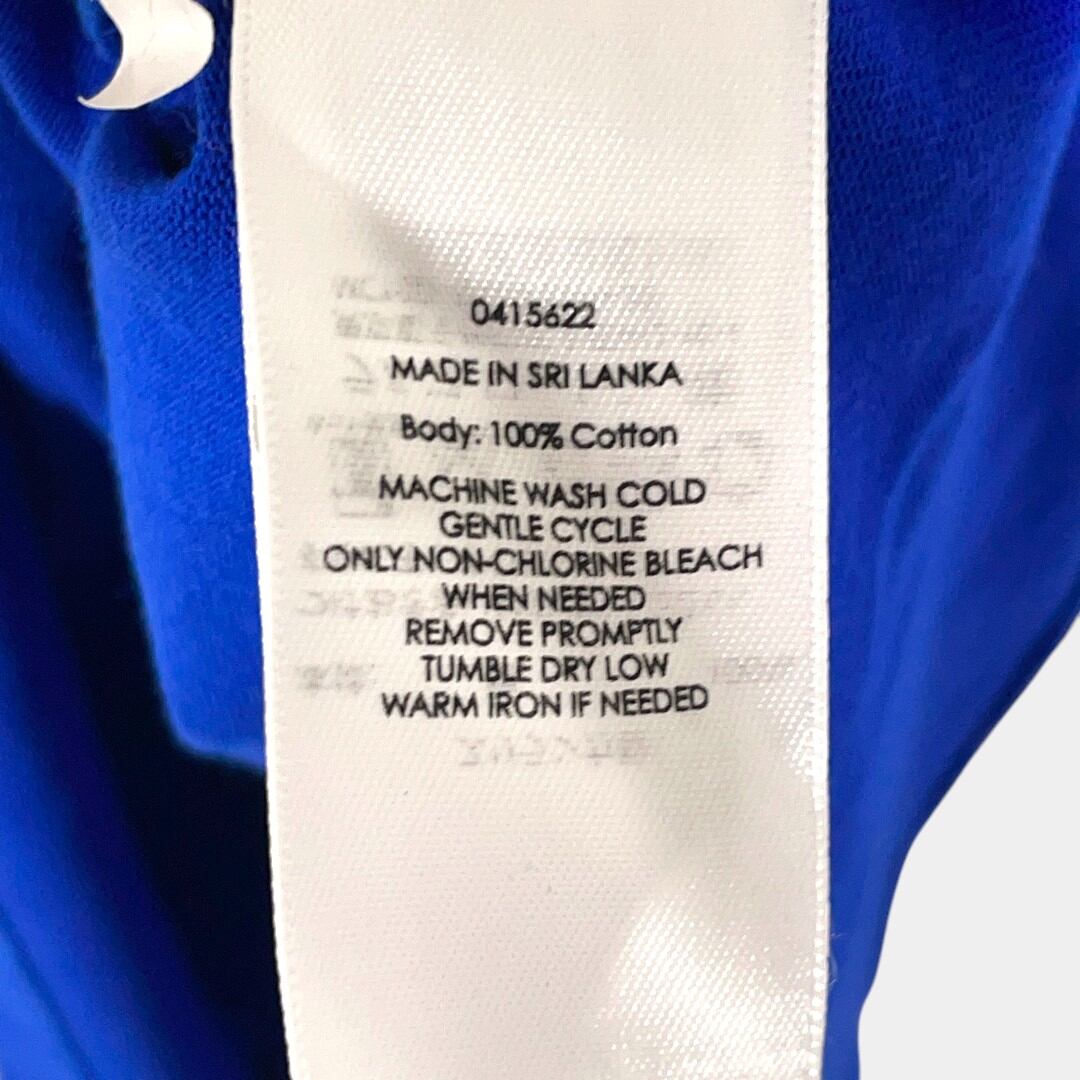 0415622
MADE IN SRI LANKA
Body: 100% Cotton
MACHINE WASH COLD
GENTLE CYCLE
ONLY NON-CHLORINE BLEACH
WHEN NEEDED
REMOVE PROMPTLY
TUMBLE DRY LOW
WARM IRON IF NEEDED